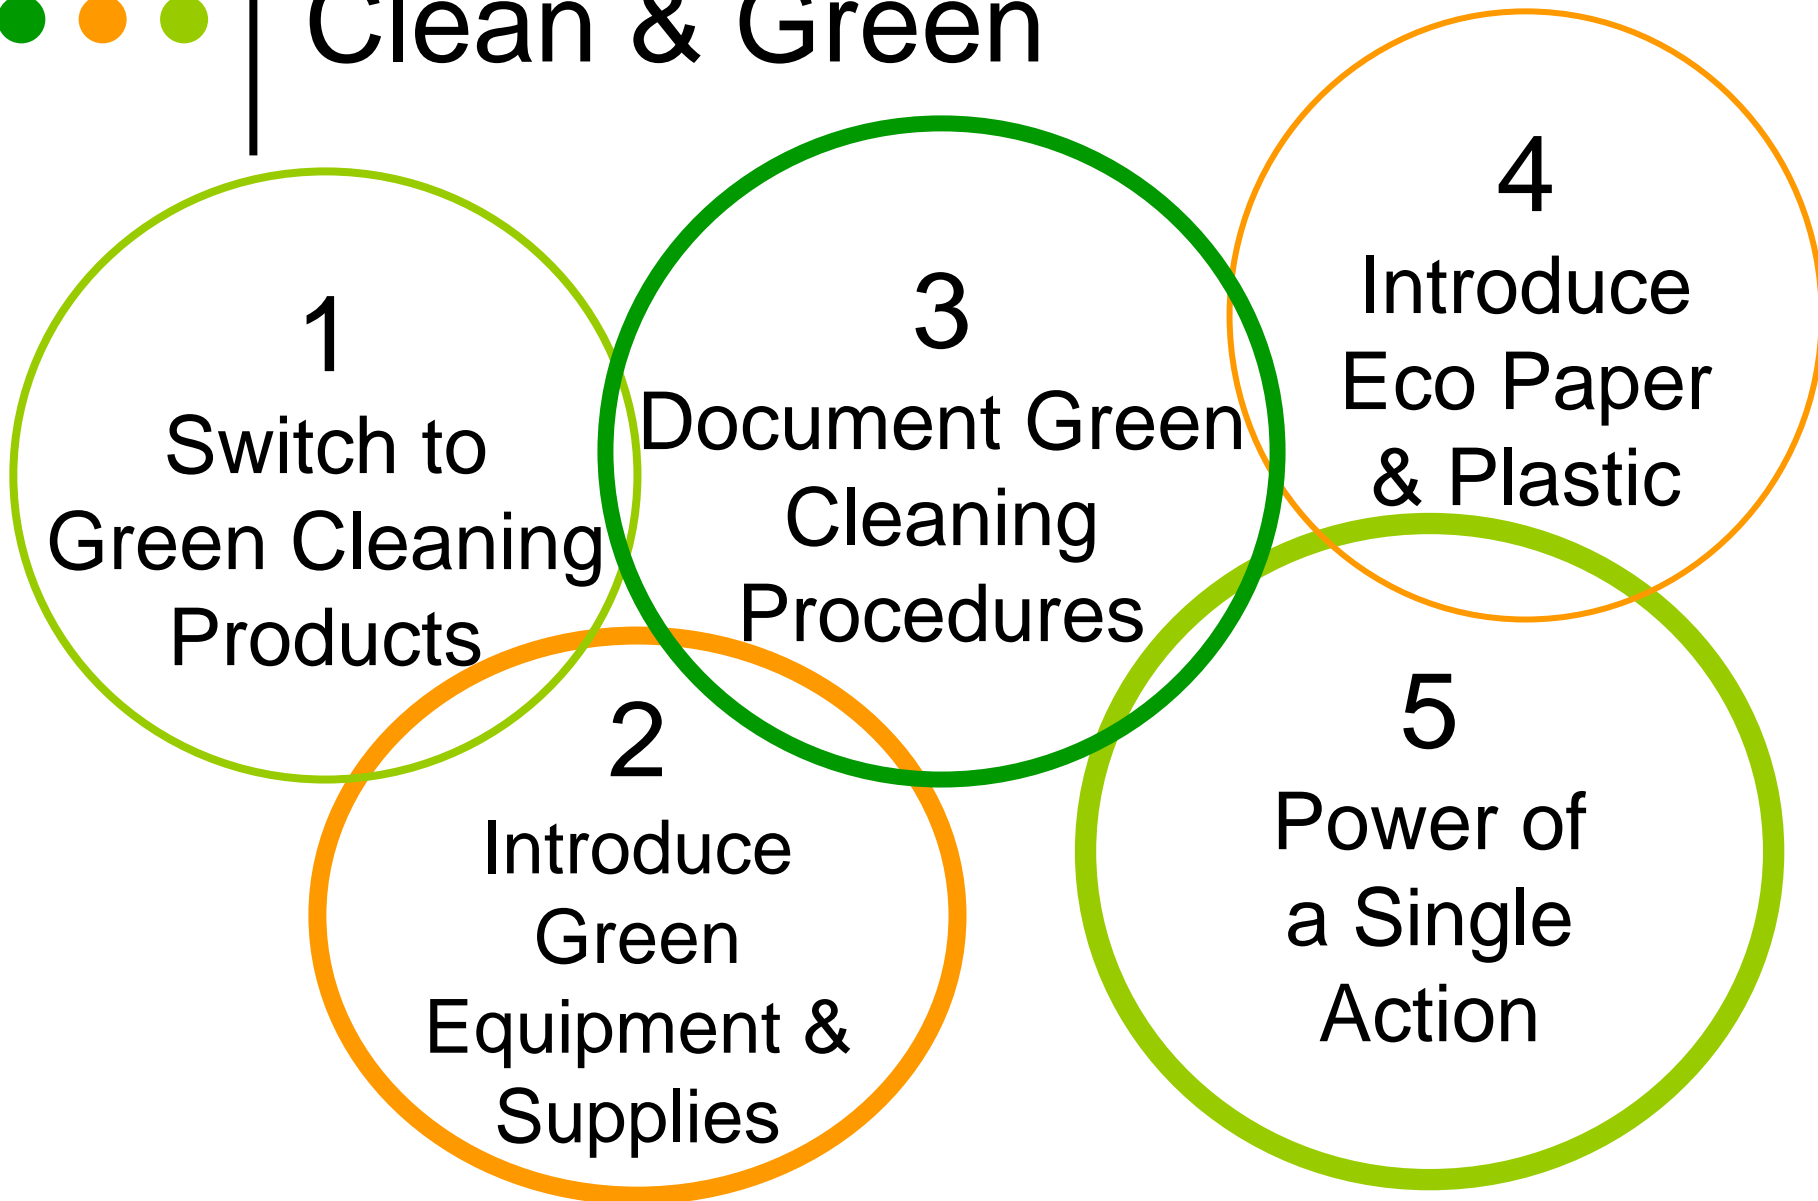 Clean & Green
1
Switch to
Green Cleaning
Products
2
Introduce
Green
Equipment &
Supplies
3
Document Green
Cleaning
Procedures
4
Introduce
Eco Paper
& Plastic
5
Power of
a Single
Action